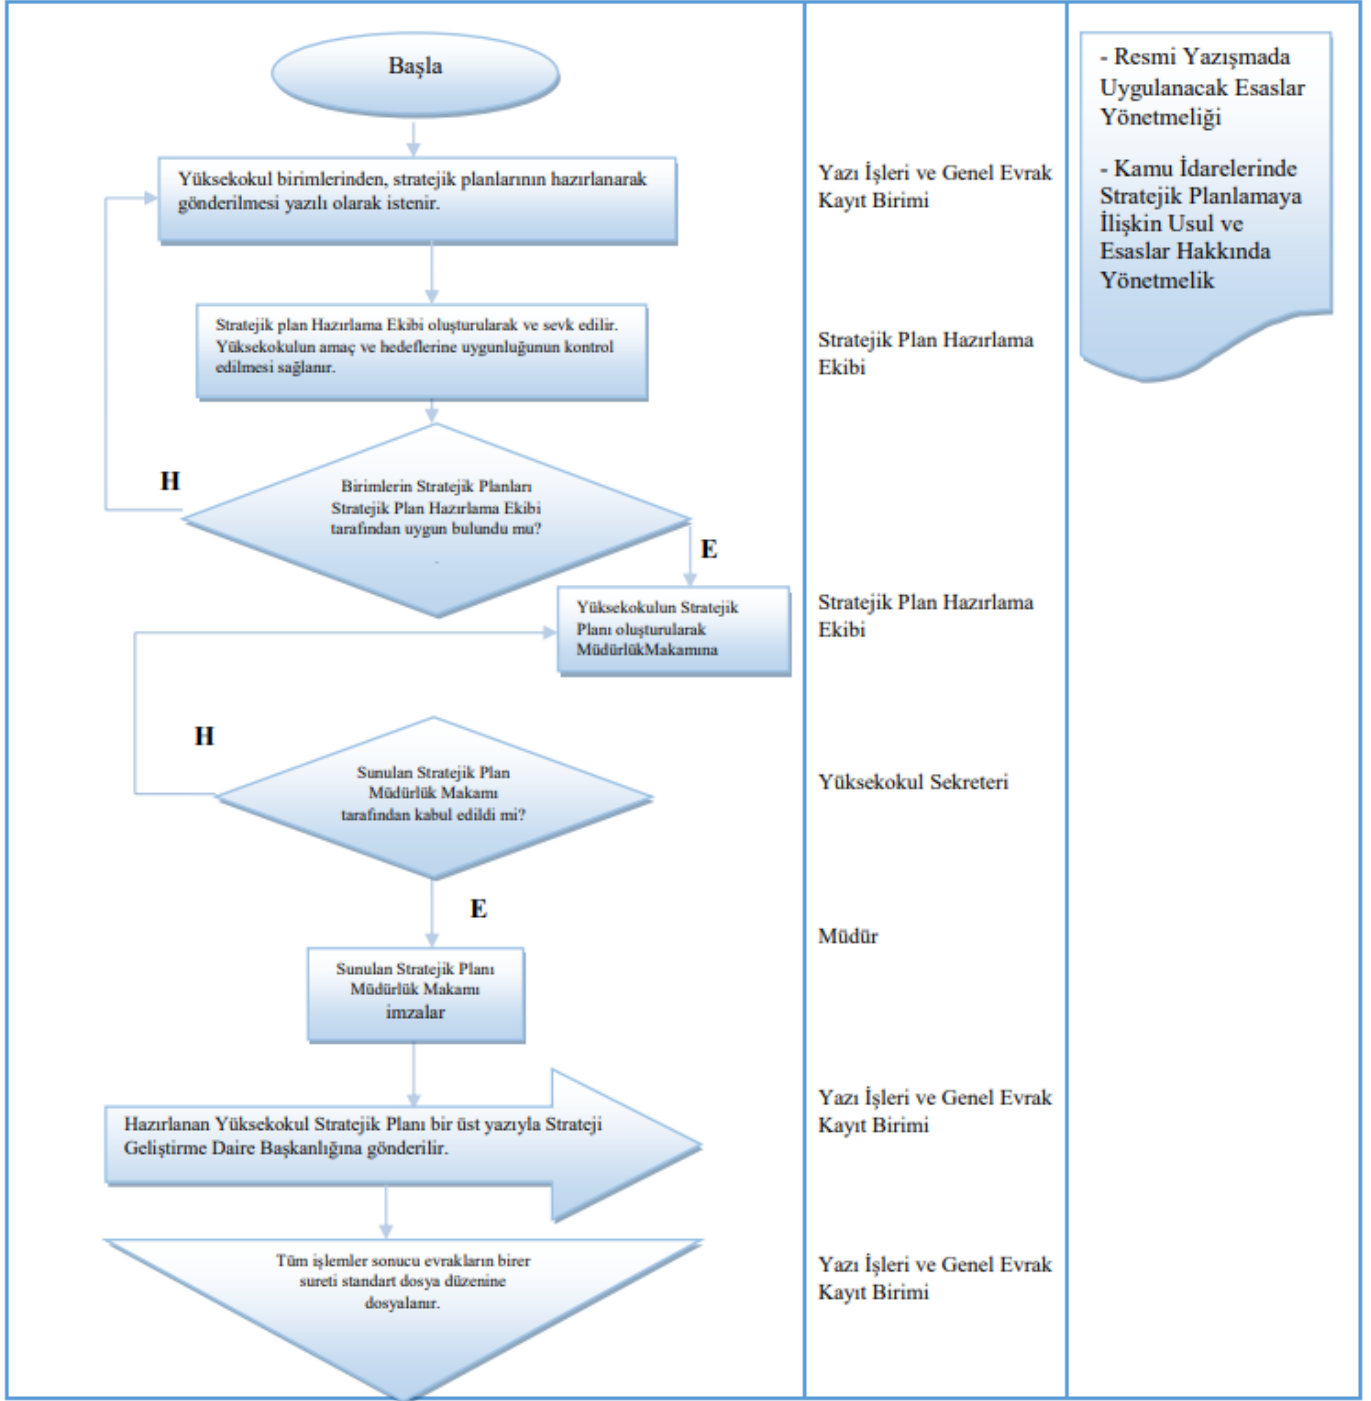 Başla
Yüksekokul birimlerinden, stratejik planlarının hazırlanarak
gönderilmesi yazılı olarak istenir.
Yazı İşleri ve Genel Evrak
Kayıt Birimi
- Resmi Yazışmada
Uygulanacak Esaslar
Yönetmeliği
- Kamu İdarelerinde
Stratejik Planlamaya
İlişkin Usul ve
Esaslar Hakkında
Yönetmelik
Stratejik plan Hazırlama Ekibi oluşturularak ve sevk edilir.
Yüksekokulun amaç ve hedeflerine uygunluğunun kontrol
edilmesi sağlanır.
Stratejik Plan Hazırlama
Ekibi
H
Birimlerin Stratejik Planları
Stratejik Plan Hazırlama Ekibi
tarafından uygun bulundu mu?
.
E
Yüksekokulun Stratejik
Planı oluşturularak
MüdürlükMakamına
Stratejik Plan Hazırlama
Ekibi
H
Sunulan Stratejik Plan
Müdürlük Makamı
tarafından kabul edildi mi?
Yüksekokul Sekreteri
E
Müdür
Sunulan Stratejik Planı
Müdürlük Makamı
imzalar
Hazırlanan Yüksekokul Stratejik Planı bir üst yazıyla Strateji
Geliştirme Daire Başkanlığına gönderilir.
Yazı İşleri ve Genel Evrak
Kayıt Birimi
Tüm işlemler sonucu evrakların birer
sureti standart dosya düzenine
dosyalanır.
Yazı İşleri ve Genel Evrak
Kayıt Birimi